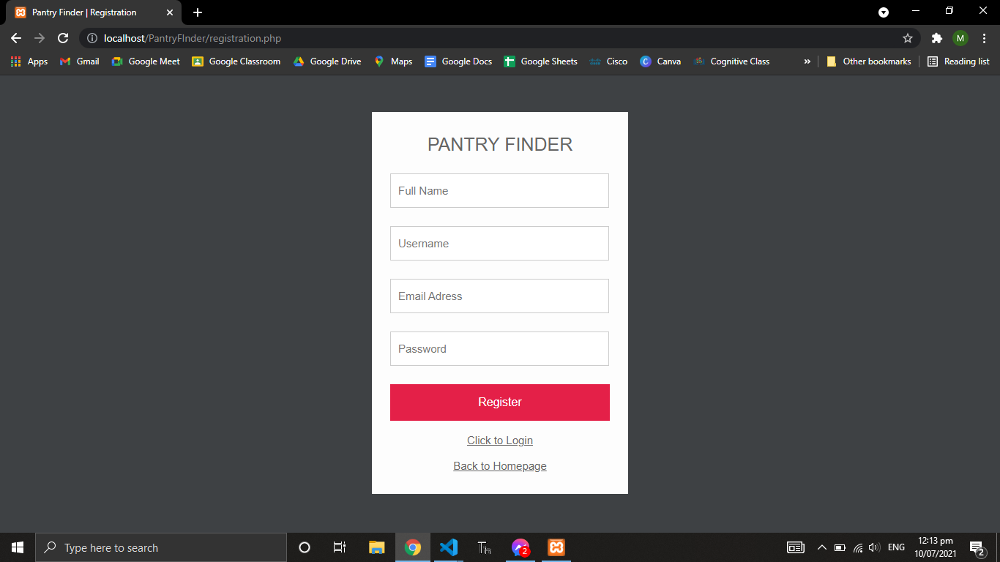 Pantry Finder | Registration
localhost/PantryFInder/registration.php
M
Apps Gmail Google Meet Google Classroom Google Drive Maps Google Docs Google Sheets Cisco Canva Cognitive Class » Other bookmarks Reading list
PANTRY FINDER
Full Name
Username
Email Adress
Password
Register
Click to Login
Back to Homepage
Type here to search
2
ENG
12:13 pm
10/07/2021
2